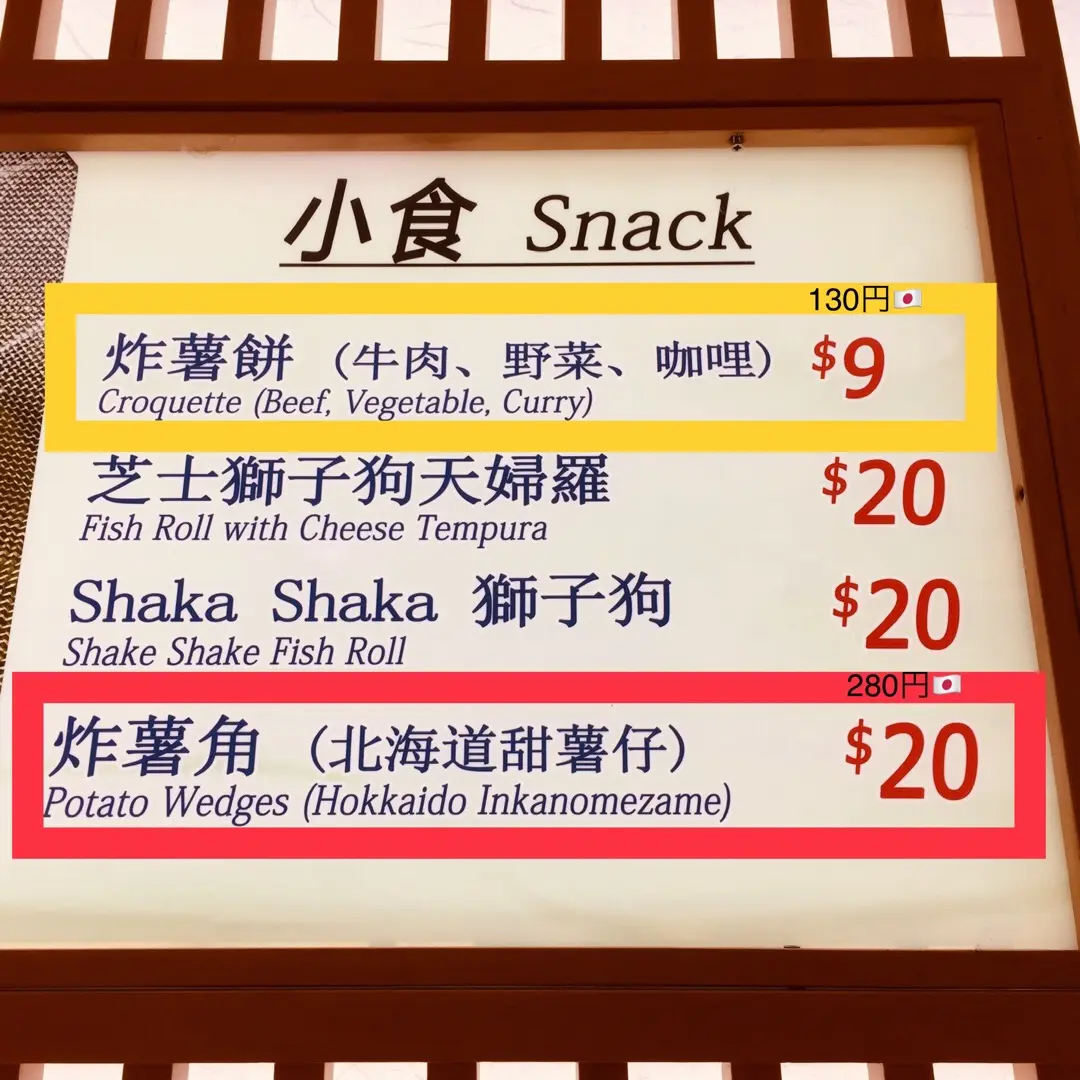 小食 Snack
130円🇯🇵
炸薯餅 (牛肉、野菜、咖哩) $9
Croquette (Beef, Vegetable, Curry)
芝士獅子狗天婦羅 $20
Fish Roll with Cheese Tempura
Shaka Shaka 獅子狗 $20
Shake Shake Fish Roll
280円🇯🇵
炸薯角 (北海道甜薯仔) $20
Potato Wedges (Hokkaido Inkanomezame)